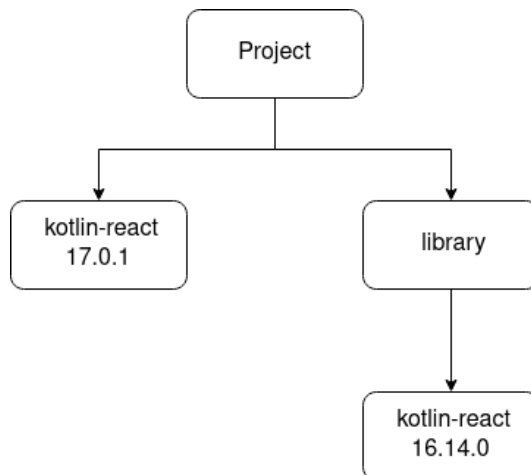 Project
kotlin-react
17.0.1
library
kotlin-react
16.14.0